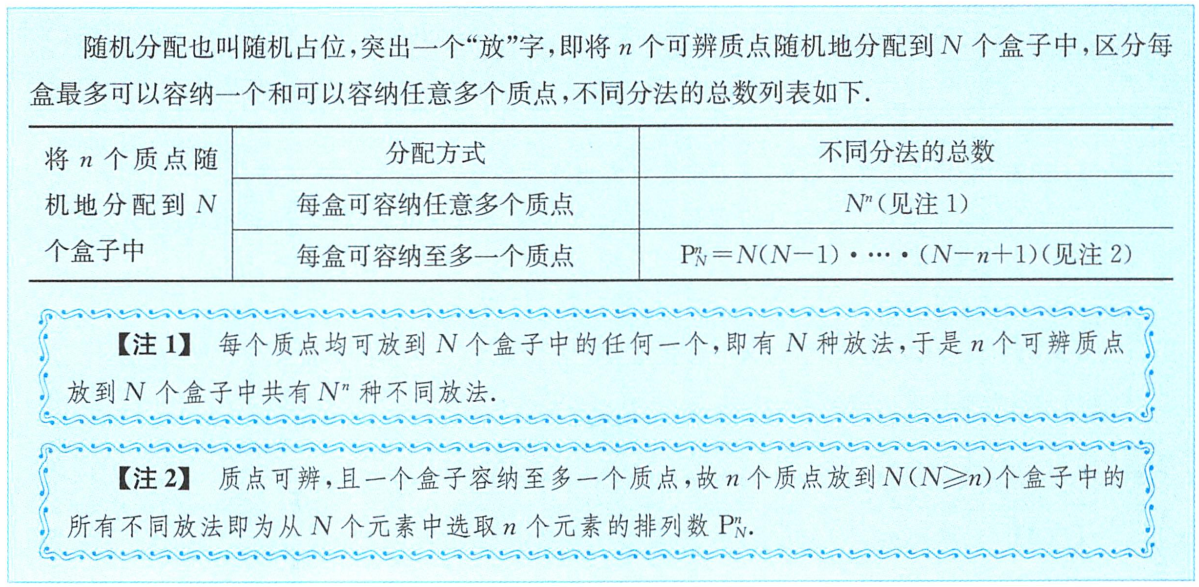 随机分配也叫随机占位,突出一个“放”字,即将 n 个可辨质点随机地分配到 N 个盒子中,区分每
盒最多可以容纳一个和可以容纳任意多个质点,不同分法的总数列表如下.
将 n 个质点随
机地分配到 N
个盒子中
分配方式
不同分法的总数
每盒可容纳任意多个质点
Nⁿ(见注 1)
每盒可容纳至多一个质点
Pⁿ_N=N(N−1)·⋯·(N−n+1)(见注 2)
【注 1】 每个质点均可放到 N 个盒子中的任何一个,即有 N 种放法,于是 n 个可辨质点
放到 N 个盒子中共有 Nⁿ 种不同放法.
【注 2】 质点可辨,且一个盒子容纳至多一个质点,故 n 个质点放到 N(N⩾n)个盒子中的
所有不同放法即为从 N 个元素中选取 n 个元素的排列数 Pⁿ_N.